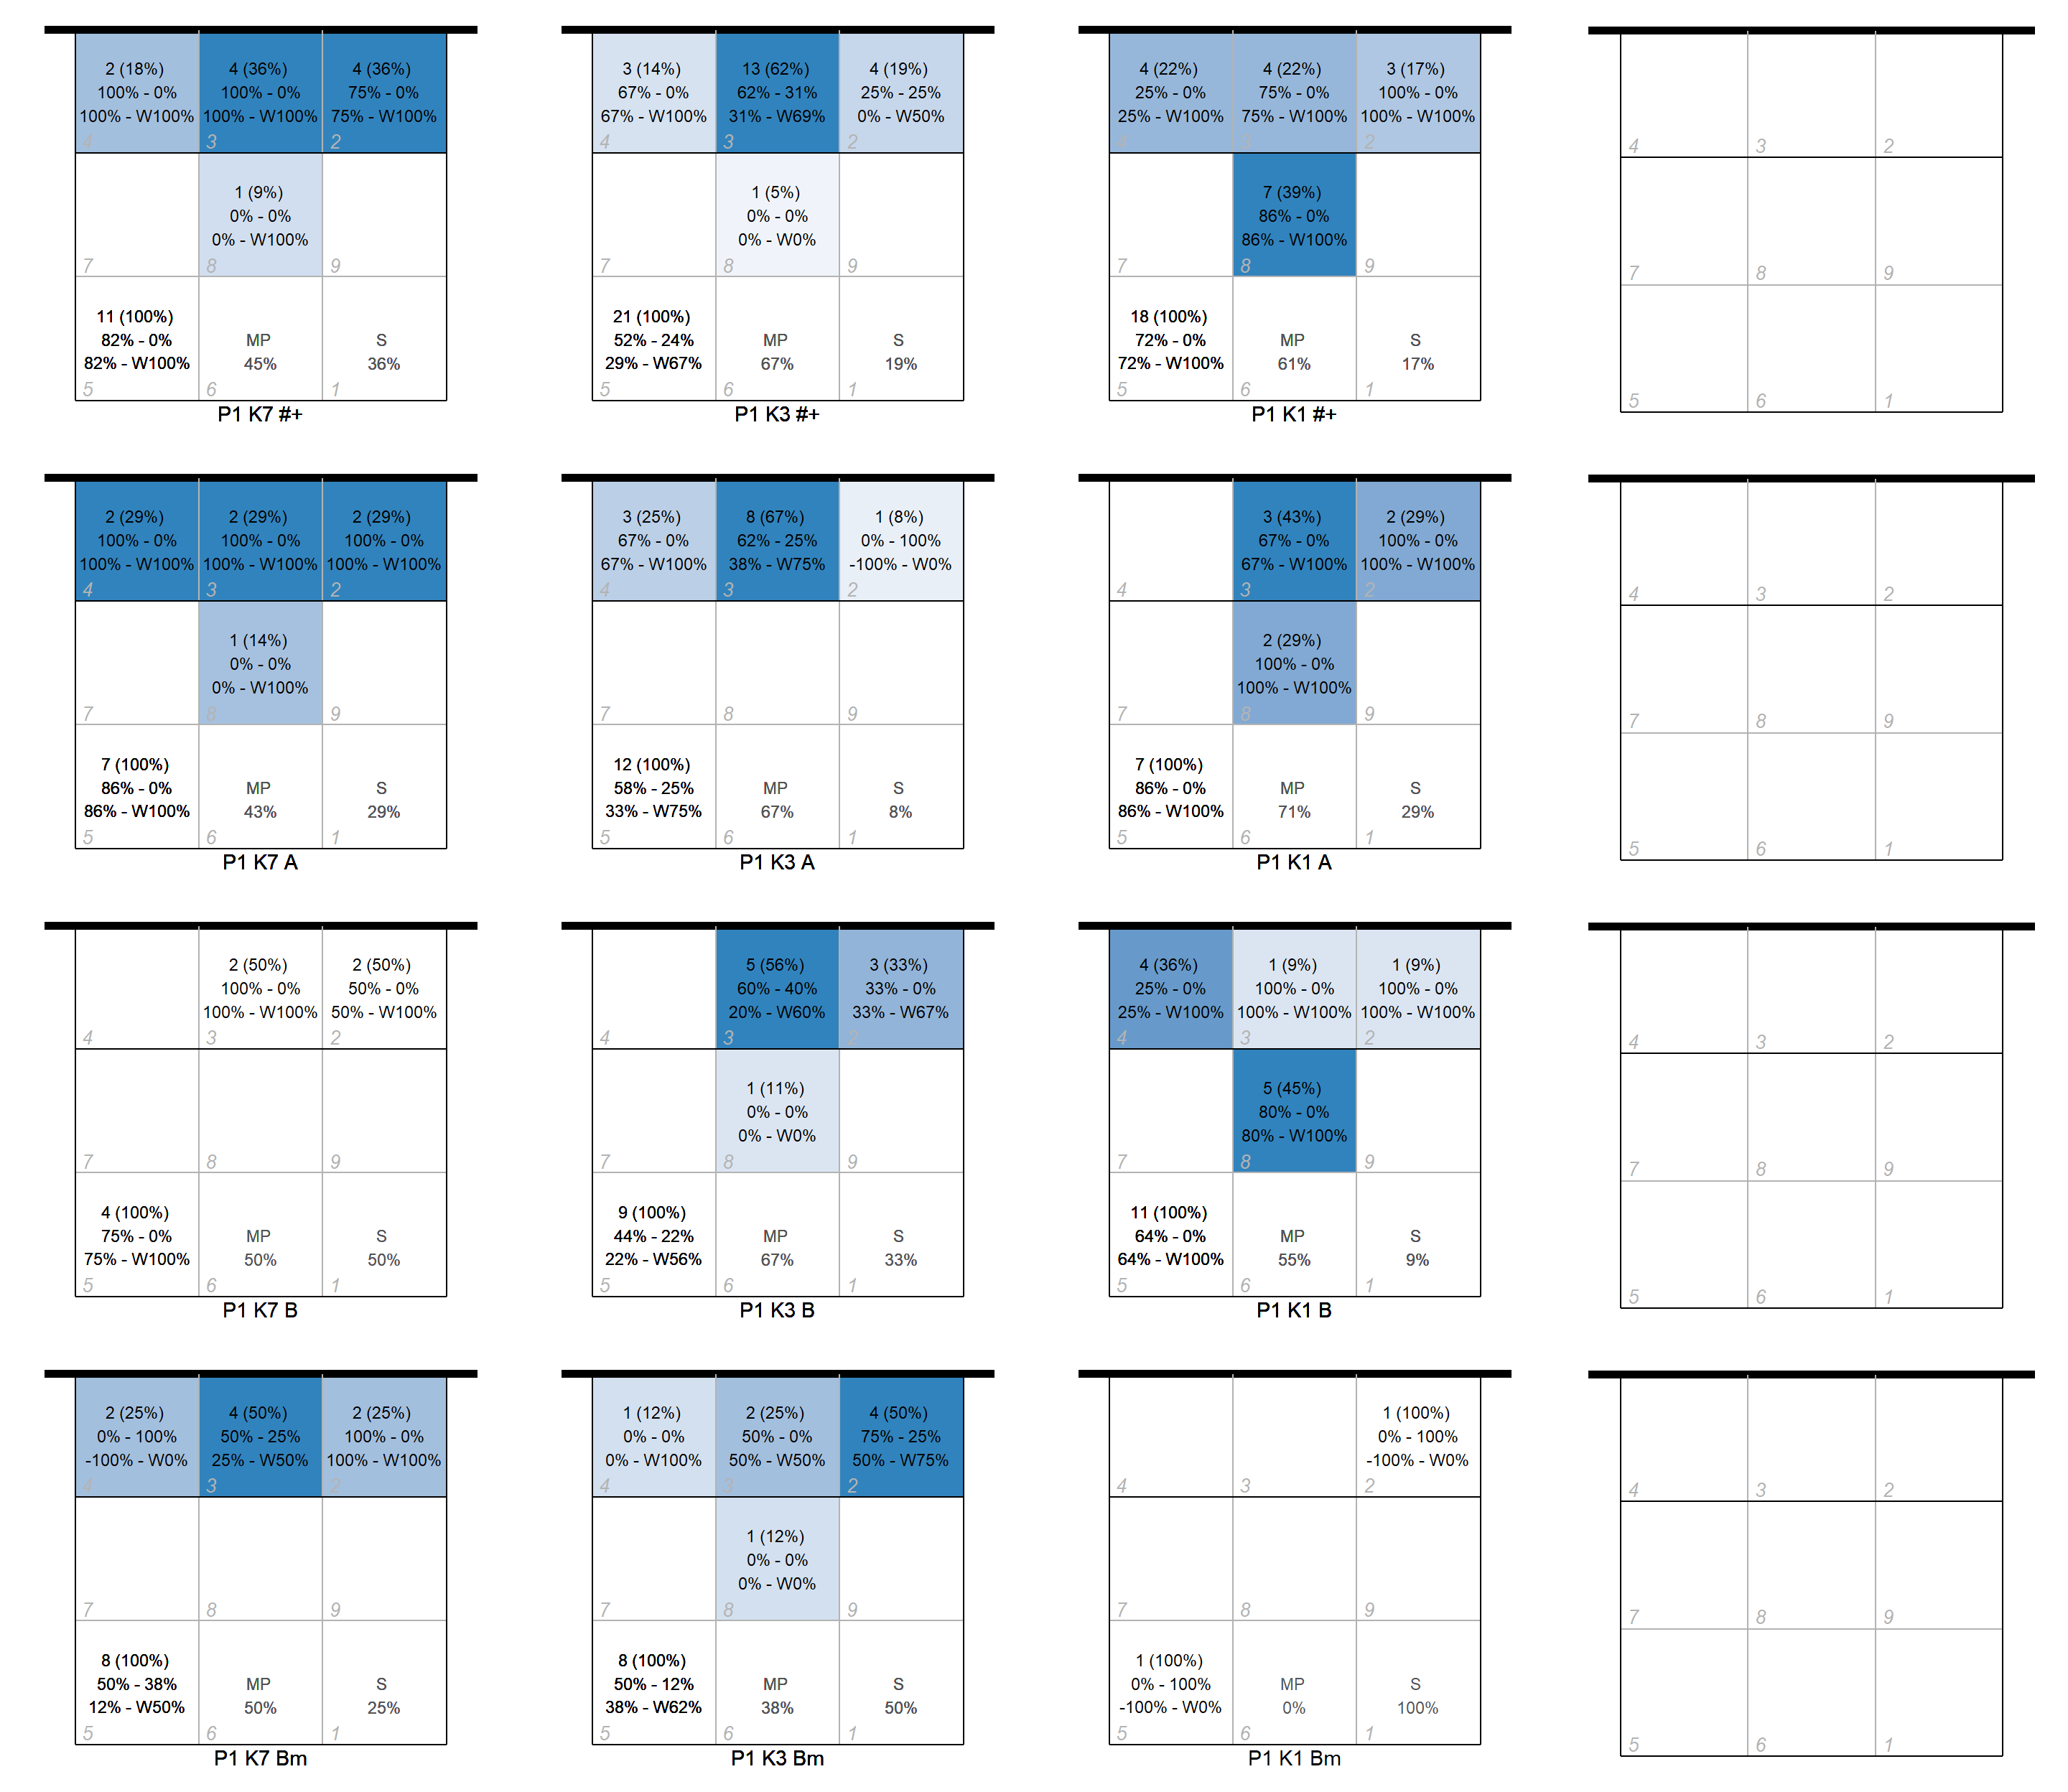 2 (18%)
100% - 0%
100% - W100%
4
4 (36%)
100% - 0%
100% - W100%
3
4 (36%)
75% - 0%
75% - W100%
2
7
1 (9%)
0% - 0%
0% - W100%
8
9
11 (100%)
82% - 0%
82% - W100%
5
MP
45%
6
S
36%
1
P1 K7 #+
3 (14%)
67% - 0%
67% - W100%
4
13 (62%)
62% - 31%
31% - W69%
3
4 (19%)
25% - 25%
0% - W50%
2
7
1 (5%)
0% - 0%
0% - W0%
8
9
21 (100%)
52% - 24%
29% - W67%
5
MP
67%
6
S
19%
1
P1 K3 #+
4 (22%)
25% - 0%
25% - W100%
4
4 (22%)
75% - 0%
75% - W100%
3
3 (17%)
100% - 0%
100% - W100%
2
7
7 (39%)
86% - 0%
86% - W100%
8
9
18 (100%)
72% - 0%
72% - W100%
5
MP
61%
6
S
17%
1
P1 K1 #+
4
3
2
7
8
9
5
6
1
2 (29%)
100% - 0%
100% - W100%
4
2 (29%)
100% - 0%
100% - W100%
3
2 (29%)
100% - 0%
100% - W100%
2
7
1 (14%)
0% - 0%
0% - W100%
8
9
7 (100%)
86% - 0%
86% - W100%
5
MP
43%
6
S
29%
1
P1 K7 A
3 (25%)
67% - 0%
67% - W100%
4
8 (67%)
62% - 25%
38% - W75%
3
1 (8%)
0% - 100%
-100% - W0%
2
7
8
9
12 (100%)
58% - 25%
33% - W75%
5
MP
67%
6
S
8%
1
P1 K3 A
4
3 (43%)
67% - 0%
67% - W100%
3
2 (29%)
100% - 0%
100% - W100%
2
7
2 (29%)
100% - 0%
100% - W100%
8
9
7 (100%)
86% - 0%
86% - W100%
5
MP
71%
6
S
29%
1
P1 K1 A
4
3
2
7
8
9
5
6
1
4
2 (50%)
100% - 0%
100% - W100%
3
2 (50%)
50% - 0%
50% - W100%
2
7
8
9
4 (100%)
75% - 0%
75% - W100%
5
MP
50%
6
S
50%
1
P1 K7 B
4
5 (56%)
60% - 40%
20% - W60%
3
3 (33%)
33% - 0%
33% - W67%
2
7
1 (11%)
0% - 0%
0% - W0%
8
9
9 (100%)
44% - 22%
22% - W56%
5
MP
67%
6
S
33%
1
P1 K3 B
4 (36%)
25% - 0%
25% - W100%
4
1 (9%)
100% - 0%
100% - W100%
3
1 (9%)
100% - 0%
100% - W100%
2
7
5 (45%)
80% - 0%
80% - W100%
8
9
11 (100%)
64% - 0%
64% - W100%
5
MP
55%
6
S
9%
1
P1 K1 B
4
3
2
7
8
9
5
6
1
2 (25%)
0% - 100%
-100% - W0%
4
4 (50%)
50% - 25%
25% - W50%
3
2 (25%)
100% - 0%
100% - W100%
2
7
8
9
8 (100%)
50% - 38%
12% - W50%
5
MP
50%
6
S
25%
1
P1 K7 Bm
1 (12%)
0% - 0%
0% - W100%
4
2 (25%)
50% - 0%
50% - W50%
3
4 (50%)
75% - 25%
50% - W75%
2
7
1 (12%)
0% - 0%
0% - W0%
8
9
8 (100%)
50% - 12%
38% - W62%
5
MP
38%
6
S
50%
1
P1 K3 Bm
4
3
1 (100%)
0% - 100%
-100% - W0%
2
7
8
9
1 (100%)
0% - 100%
-100% - W0%
5
MP
0%
6
S
100%
1
P1 K1 Bm
4
3
2
7
8
9
5
6
1